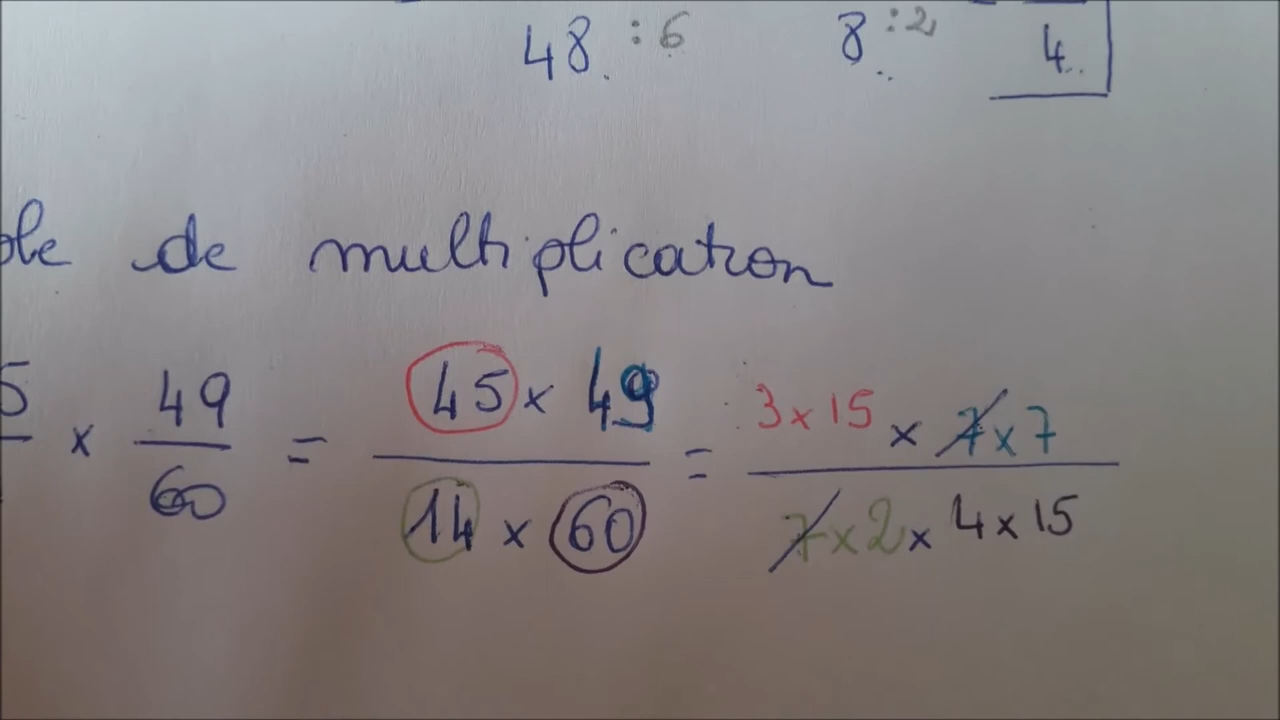 48 :6 8 :2 4
de multiplication
5 × 49/60 = 45 × 49 / 14 × 60 = 3 × 15 × 7 × 7 / 7 × 2 × 4 × 15